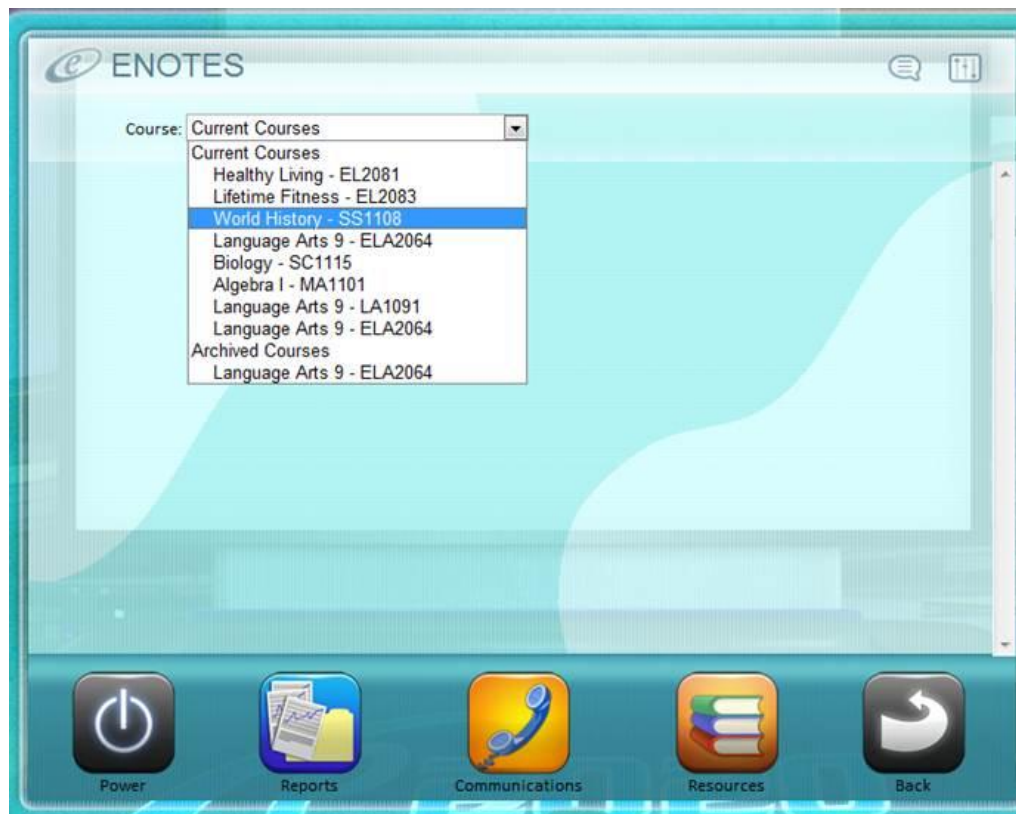 e ENOTES
Course: Current Courses
Current Courses
Healthy Living - EL2081
Lifetime Fitness - EL2083
World History - SS1108
Language Arts 9 - ELA2064
Biology - SC1115
Algebra I - MA1101
Language Arts 9 - LA1091
Language Arts 9 - ELA2064
Archived Courses
Language Arts 9 - ELA2064
Power Reports Communications Resources Back